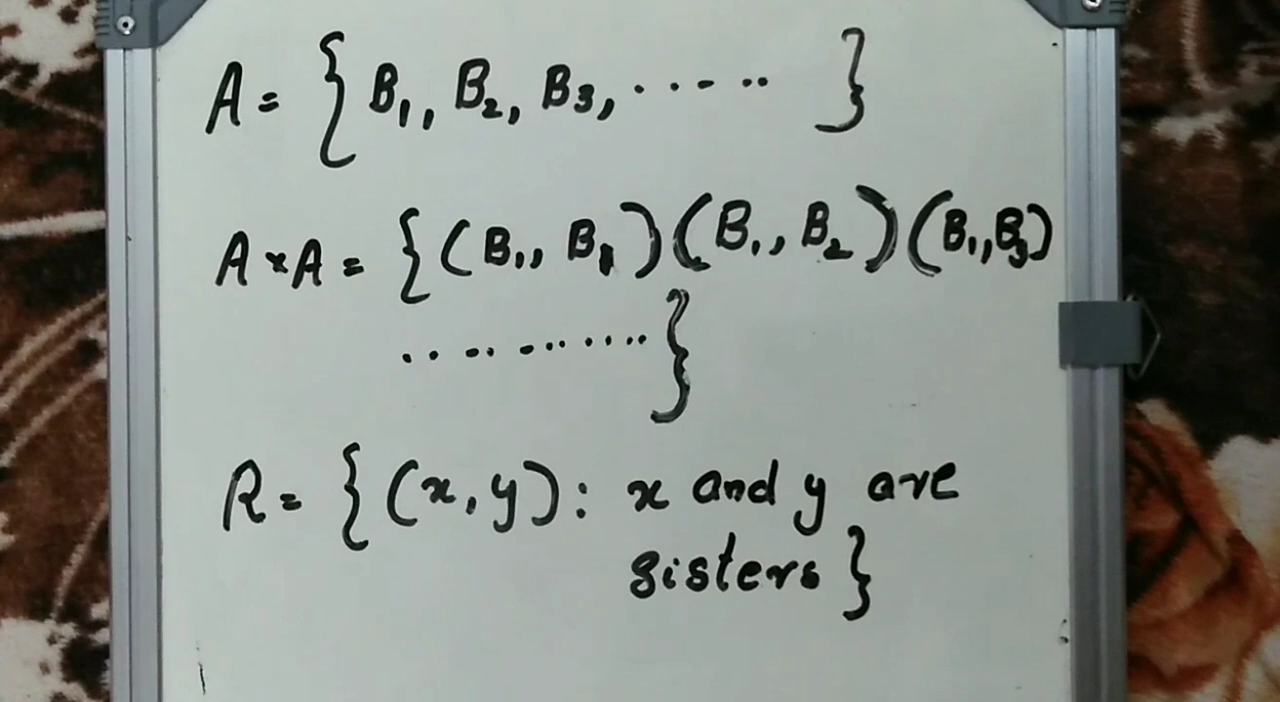 A = { B₁, B₂, B₃, ...... }
A × A = { (B₁, B₁) (B₁, B₂) (B₁, B₃)
........... }
R = { (x, y) : x and y are
sisters }